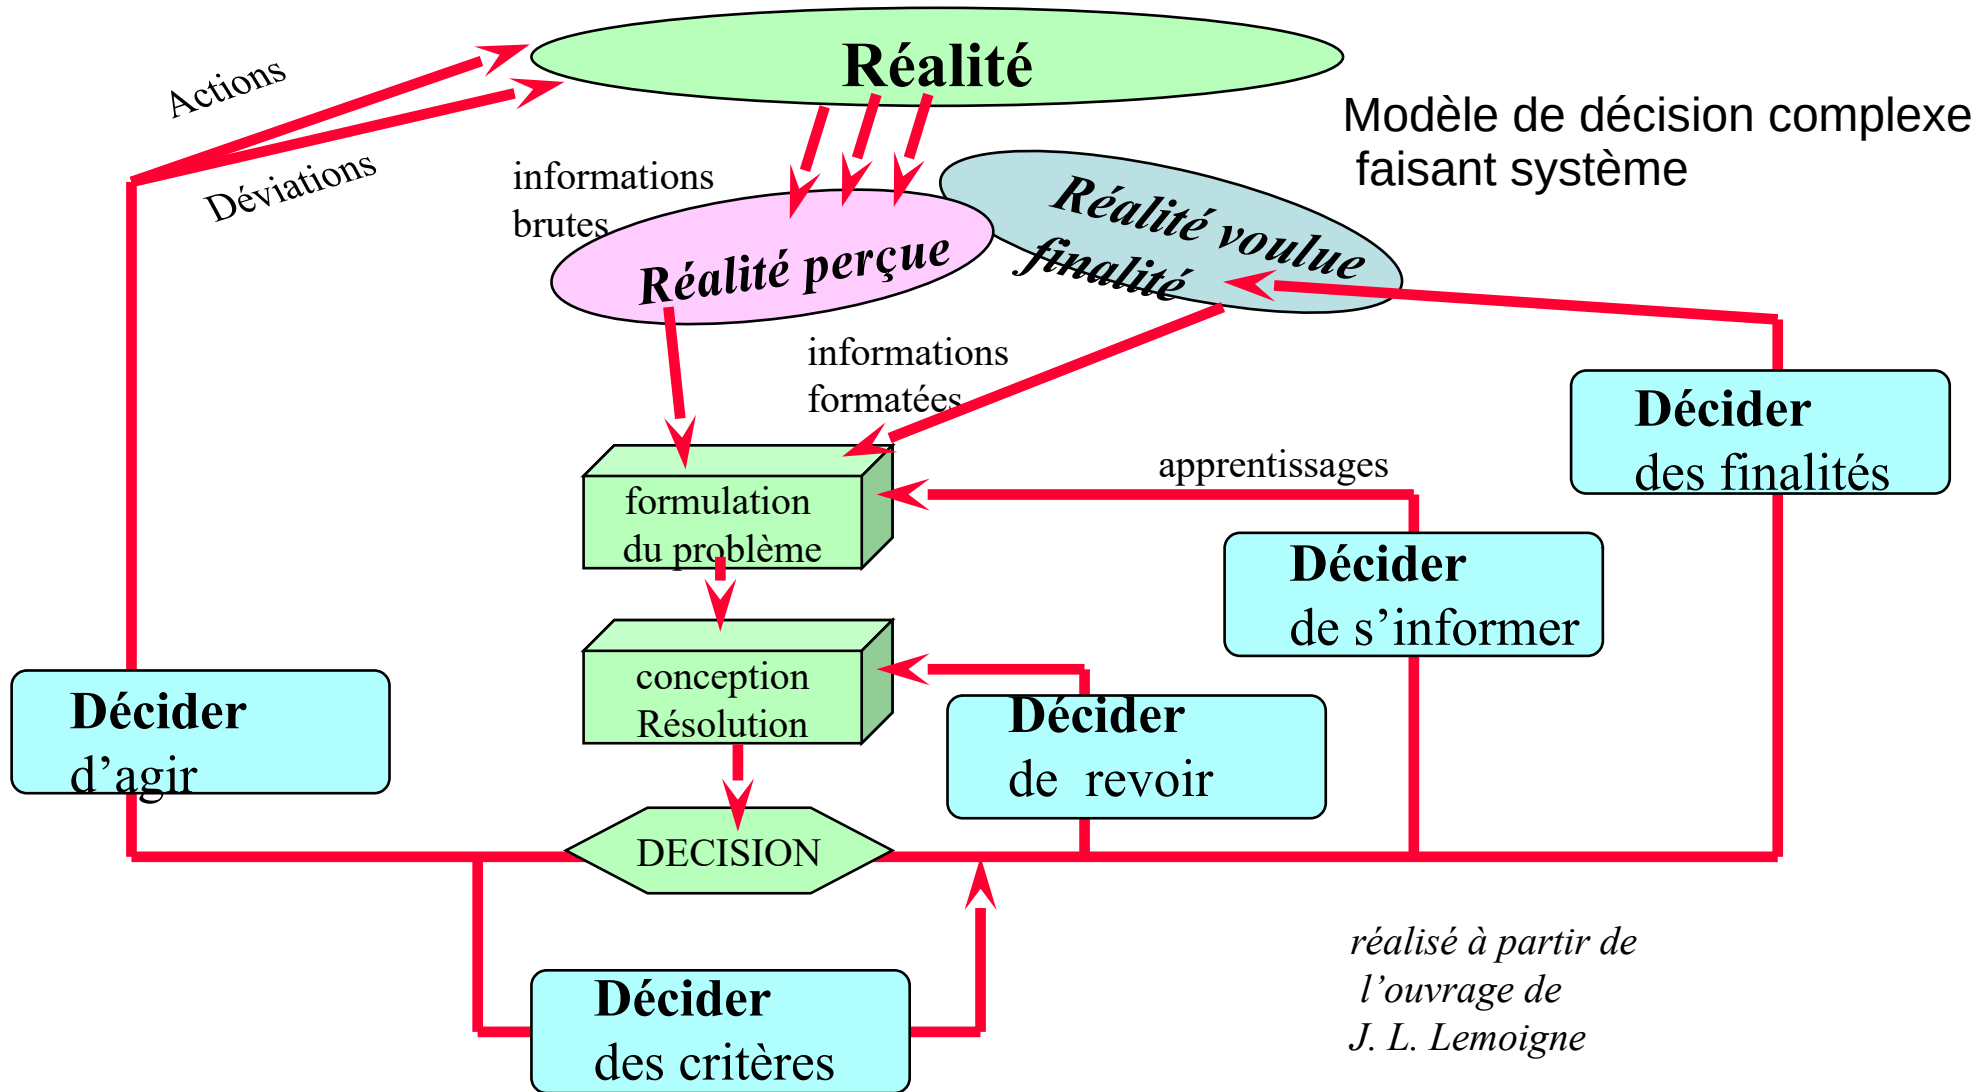 Réalité
Actions
Déviations
Modèle de décision complexe
faisant système
informations
brutes
Réalité perçue
Réalité voulue
finalité
informations
formatées
Décider
des finalités
apprentissages
formulation
du problème
Décider
de s’informer
conception
Résolution
Décider
d’agir
Décider
de  revoir
DECISION
réalisé à partir de
l’ouvrage de
J. L. Lemoigne
Décider
des critères